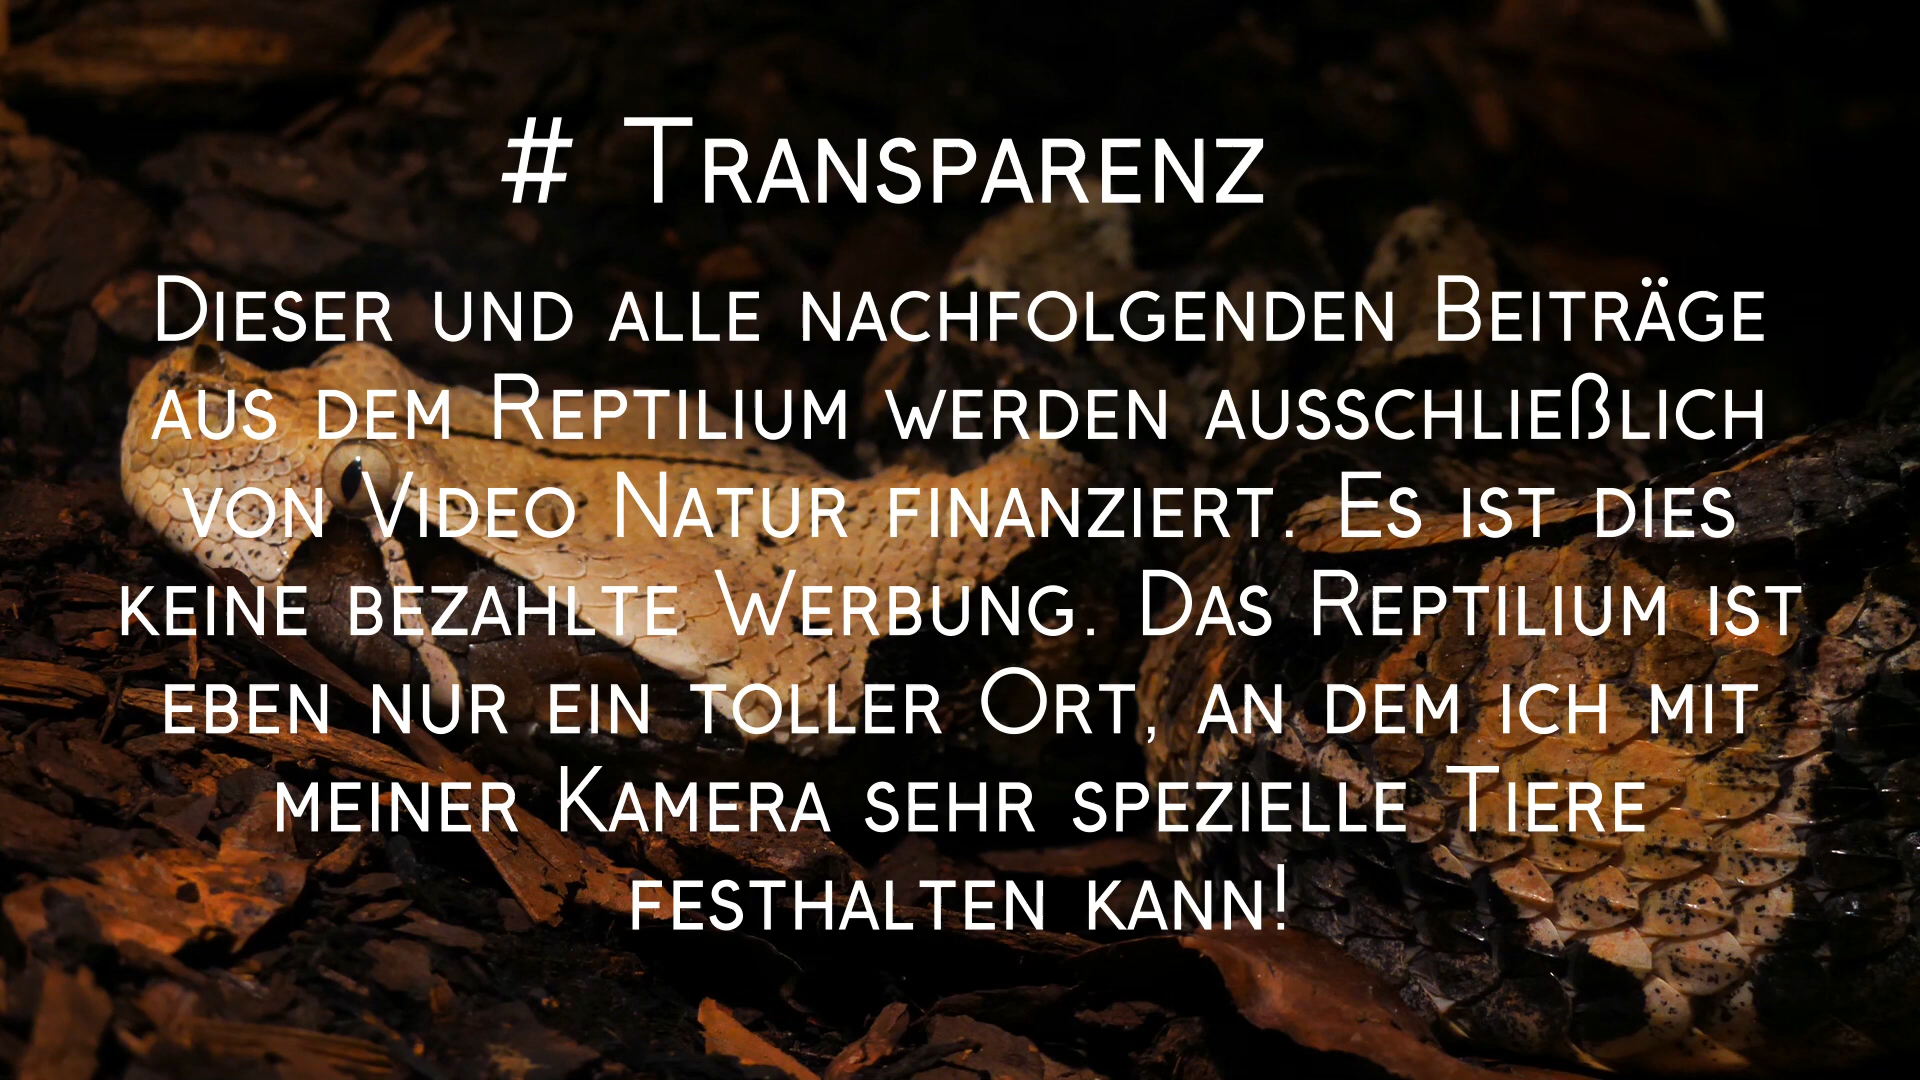 # Transparenz
Dieser und alle nachfolgenden Beiträge
aus dem Reptilium werden ausschließlich
von Video Natur finanziert. Es ist dies
keine bezahlte Werbung. Das Reptilium ist
eben nur ein toller Ort, an dem ich mit
meiner Kamera sehr spezielle Tiere
festhalten kann!